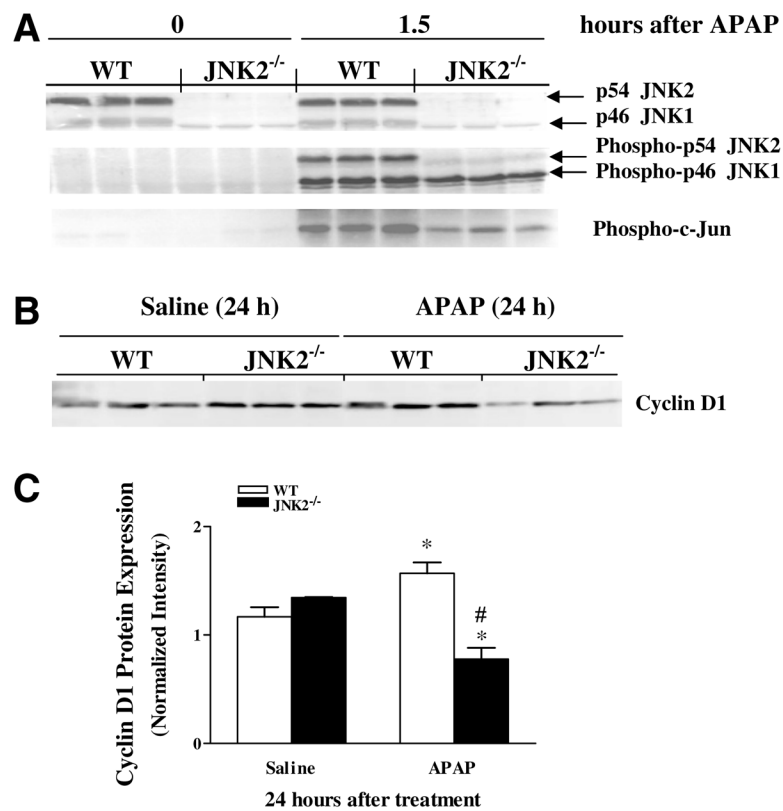 A
0
1.5
hours after APAP
WT
JNK2-/-
WT
JNK2-/-
p54 JNK2
p46 JNK1
Phospho-p54 JNK2
Phospho-p46 JNK1
Phospho-c-Jun
B
Saline (24 h)
APAP (24 h)
WT
JNK2-/-
WT
JNK2-/-
Cyclin D1
C
WT
JNK2-/-
Cyclin D1 Protein Expression
(Normalized Intensity)
2
1
0
*
#
*
Saline
APAP
24 hours after treatment